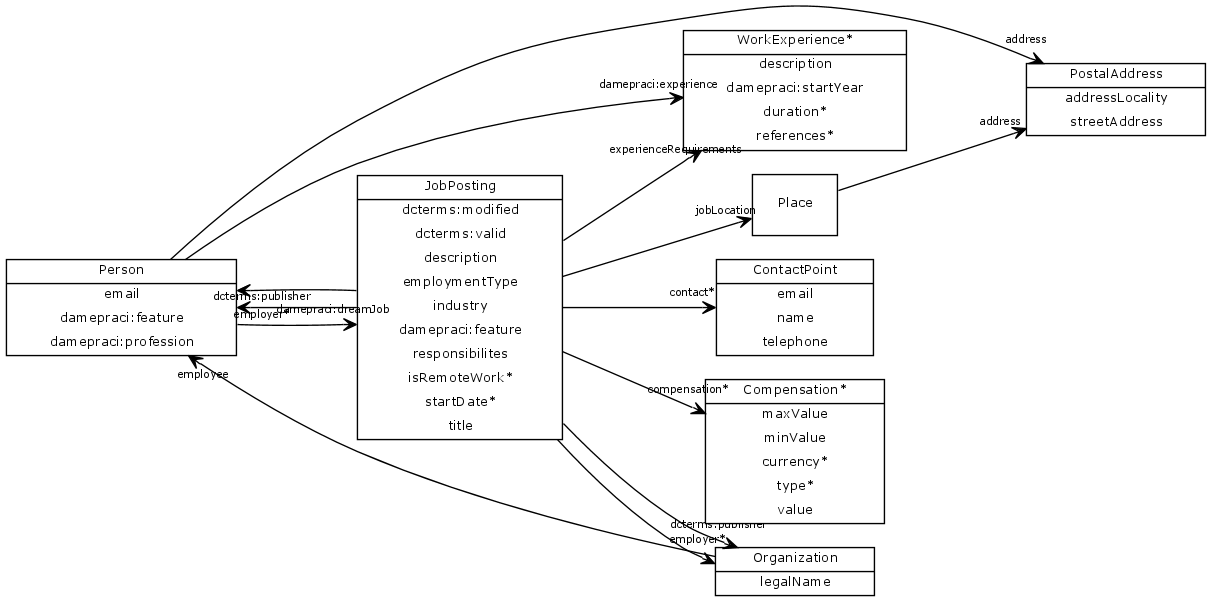 address
WorkExperience*
description
damepraci:startYear
duration*
references*
damepraci:experience
PostalAddress
addressLocality
streetAddress
address
experienceRequirements
JobPosting
dcterms:modified
dcterms:valid
description
employmentType
industry
damepraci:feature
responsibilites
isRemoteWork*
startDate*
title
Place
jobLocation
Person
email
damepraci:feature
damepraci:profession
dcterms:publisher
damepraci:dreamJob
employer*
employee
ContactPoint
email
name
telephone
contact*
Compensation*
maxValue
minValue
currency*
type*
value
compensation*
dcterms:publisher
employer*
Organization
legalName